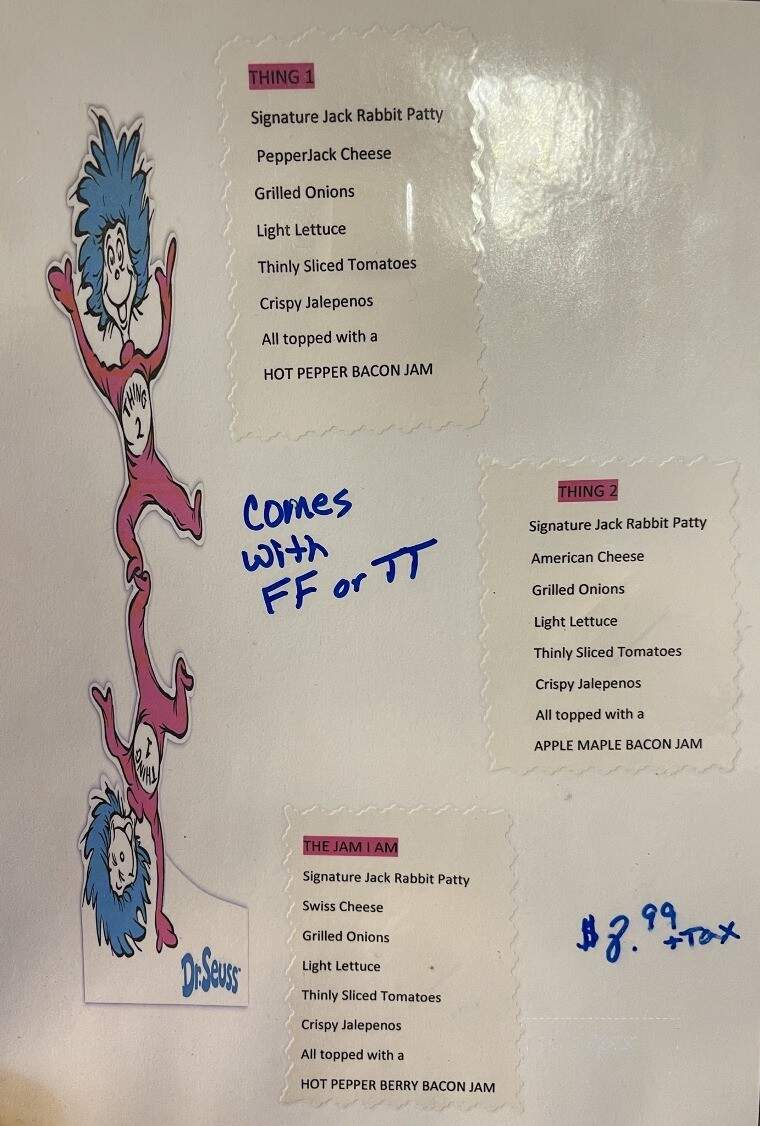 THING 1
Signature Jack Rabbit Patty
PepperJack Cheese
Grilled Onions
Light Lettuce
Thinly Sliced Tomatoes
Crispy Jalepenos
All topped with a
HOT PEPPER BACON JAM
THING
2
Comes
with
FF or TT
THING 2
Signature Jack Rabbit Patty
American Cheese
Grilled Onions
Light Lettuce
Thinly Sliced Tomatoes
Crispy Jalepenos
All topped with a
APPLE MAPLE BACON JAM
THING
1
THE JAM I AM
Signature Jack Rabbit Patty
Swiss Cheese
Grilled Onions
Light Lettuce
Thinly Sliced Tomatoes
Crispy Jalepenos
All topped with a
HOT PEPPER BERRY BACON JAM
$8.99 +Tax
Dr. Seuss